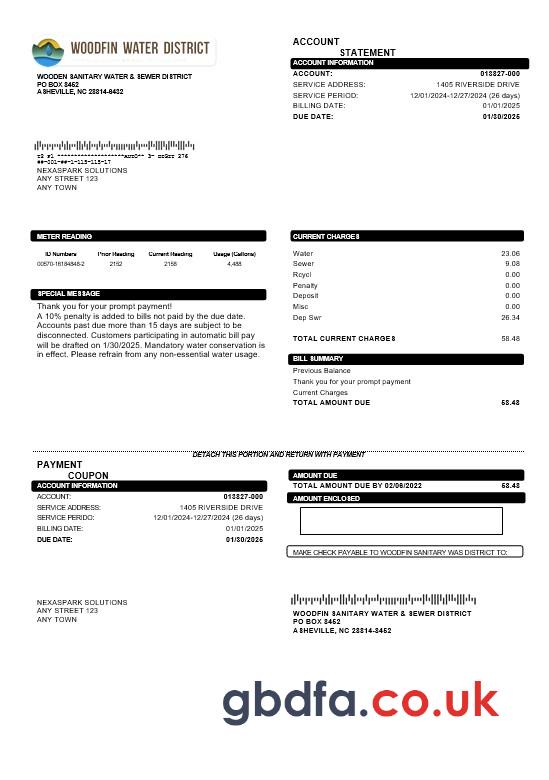 WOODFIN WATER DISTRICT
WOODEN SANITARY WATER & SEWER DISTRICT
PO BOX 8452
ASHEVILLE, NC 28814-8432
ACCOUNT
STATEMENT
ACCOUNT INFORMATION
ACCOUNT: 013827-000
SERVICE ADDRESS: 1405 RIVERSIDE DRIVE
SERVICE PERIOD: 12/01/2024-12/27/2024 (26 days)
BILLING DATE: 01/01/2025
DUE DATE: 01/30/2025
NEXASPARK SOLUTIONS
ANY STREET 123
ANY TOWN
METER READING
ID Numbers Prior Reading Current Reading Usage (Gallons)
00570-18184848-2 2152 2158 4,488
SPECIAL MESSAGE
Thank you for your prompt payment!
A 10% penalty is added to bills not paid by the due date.
Accounts past due more than 15 days are subject to be
disconnected. Customers participating in automatic bill pay
will be drafted on 1/30/2025. Mandatory water conservation is
in effect. Please refrain from any non-essential water usage.
CURRENT CHARGES
Water 23.06
Sewer 9.08
Rcycl 0.00
Penalty 0.00
Deposit 0.00
Misc 0.00
Dep Swr 26.34
TOTAL CURRENT CHARGES 58.48
BILL SUMMARY
Previous Balance
Thank you for your prompt payment
Current Charges
TOTAL AMOUNT DUE 58.48
DETACH THIS PORTION AND RETURN WITH PAYMENT
PAYMENT
COUPON
ACCOUNT INFORMATION
ACCOUNT: 013827-000
SERVICE ADDRESS: 1405 RIVERSIDE DRIVE
SERVICE PERIDO: 12/01/2024-12/27/2024 (26 days)
BILLING DATE: 01/01/2025
DUE DATE: 01/30/2025
AMOUNT DUE
TOTAL AMOUNT DUE BY 02/06/2022 58.48
AMOUNT ENCLOSED
MAKE CHECK PAYABLE TO WOODFIN SANITARY WAS DISTRICT TO:
NEXASPARK SOLUTIONS
ANY STREET 123
ANY TOWN
WOODFIN SANITARY WATER & SEWER DISTRICT
PO BOX 8452
ASHEVILLE, NC 28814-8452
gbdfa.co.uk